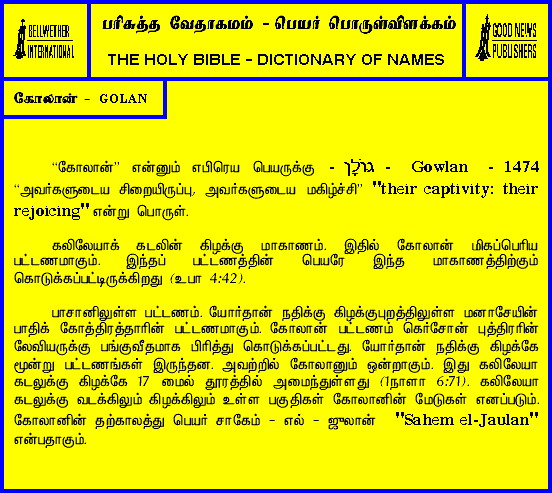 BELLWETHER
INTERNATIONAL
பரிசுத்த வேதாகமம் - பெயர் பொருள்விளக்கம்
THE HOLY BIBLE - DICTIONARY OF NAMES
GOOD NEWS
PUBLISHERS
கோலான் - GOLAN
“கோலான்” என்னும் எபிரெய பெயருக்கு - גּוֹלָן - Gowlan - 1474
“அவர்களுடைய சிறையிருப்பு, அவர்களுடைய மகிழ்ச்சி” "their captivity: their
rejoicing" என்று பொருள்.
கலிலேயாக் கடலின் கிழக்கு மாகாணம். இதில் கோலான் மிகப்பெரிய
பட்டணமாகும். இந்தப் பட்டணத்தின் பெயரே இந்த மாகாணத்திற்கும்
கொடுக்கப்பட்டிருக்கிறது (உபா 4:42).
பாசானிலுள்ள பட்டணம். யோர்தான் நதிக்கு கிழக்குபுறத்திலுள்ள மனாசேயின்
பாதிக் கோத்திரத்தாரின் பட்டணமாகும். கோலான் பட்டணம் கெர்சோன் புத்திரரின்
லேவியருக்கு பங்குவீதமாக பிரித்து கொடுக்கப்பட்டது. யோர்தான் நதிக்கு கிழக்கே
மூன்று பட்டணங்கள் இருந்தன. அவற்றில் கோலானும் ஒன்றாகும். இது கலிலேயா
கடலுக்கு கிழக்கே 17 மைல் தூரத்தில் அமைந்துள்ளது (1நாளா 6:71). கலிலேயா
கடலுக்கு வடக்கிலும் கிழக்கிலும் உள்ள பகுதிகள் கோலானின் மேடுகள் எனப்படும்.
கோலானின் தற்காலத்து பெயர் சாகேம் - எல் - ஜுலான் "Sahem el-Jaulan"
என்பதாகும்.